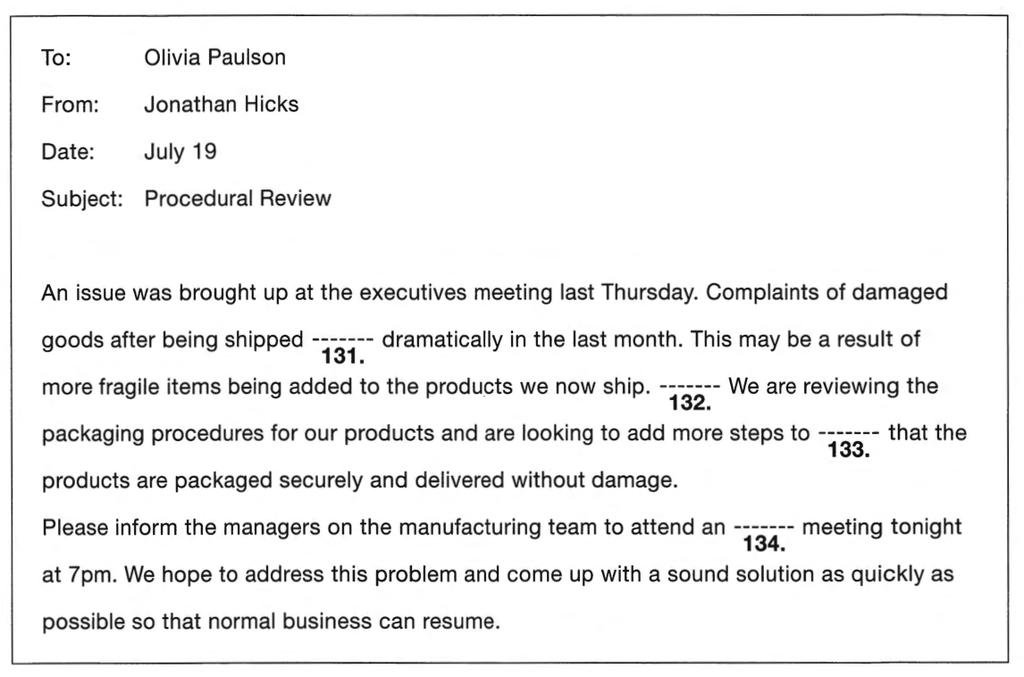 To: Olivia Paulson
From: Jonathan Hicks
Date: July 19
Subject: Procedural Review
An issue was brought up at the executives meeting last Thursday. Complaints of damaged
goods after being shipped ------- dramatically in the last month. This may be a result of
131.
more fragile items being added to the products we now ship. ------- We are reviewing the
132.
packaging procedures for our products and are looking to add more steps to ------- that the
133.
products are packaged securely and delivered without damage.
Please inform the managers on the manufacturing team to attend an ------- meeting tonight
134.
at 7pm. We hope to address this problem and come up with a sound solution as quickly as
possible so that normal business can resume.